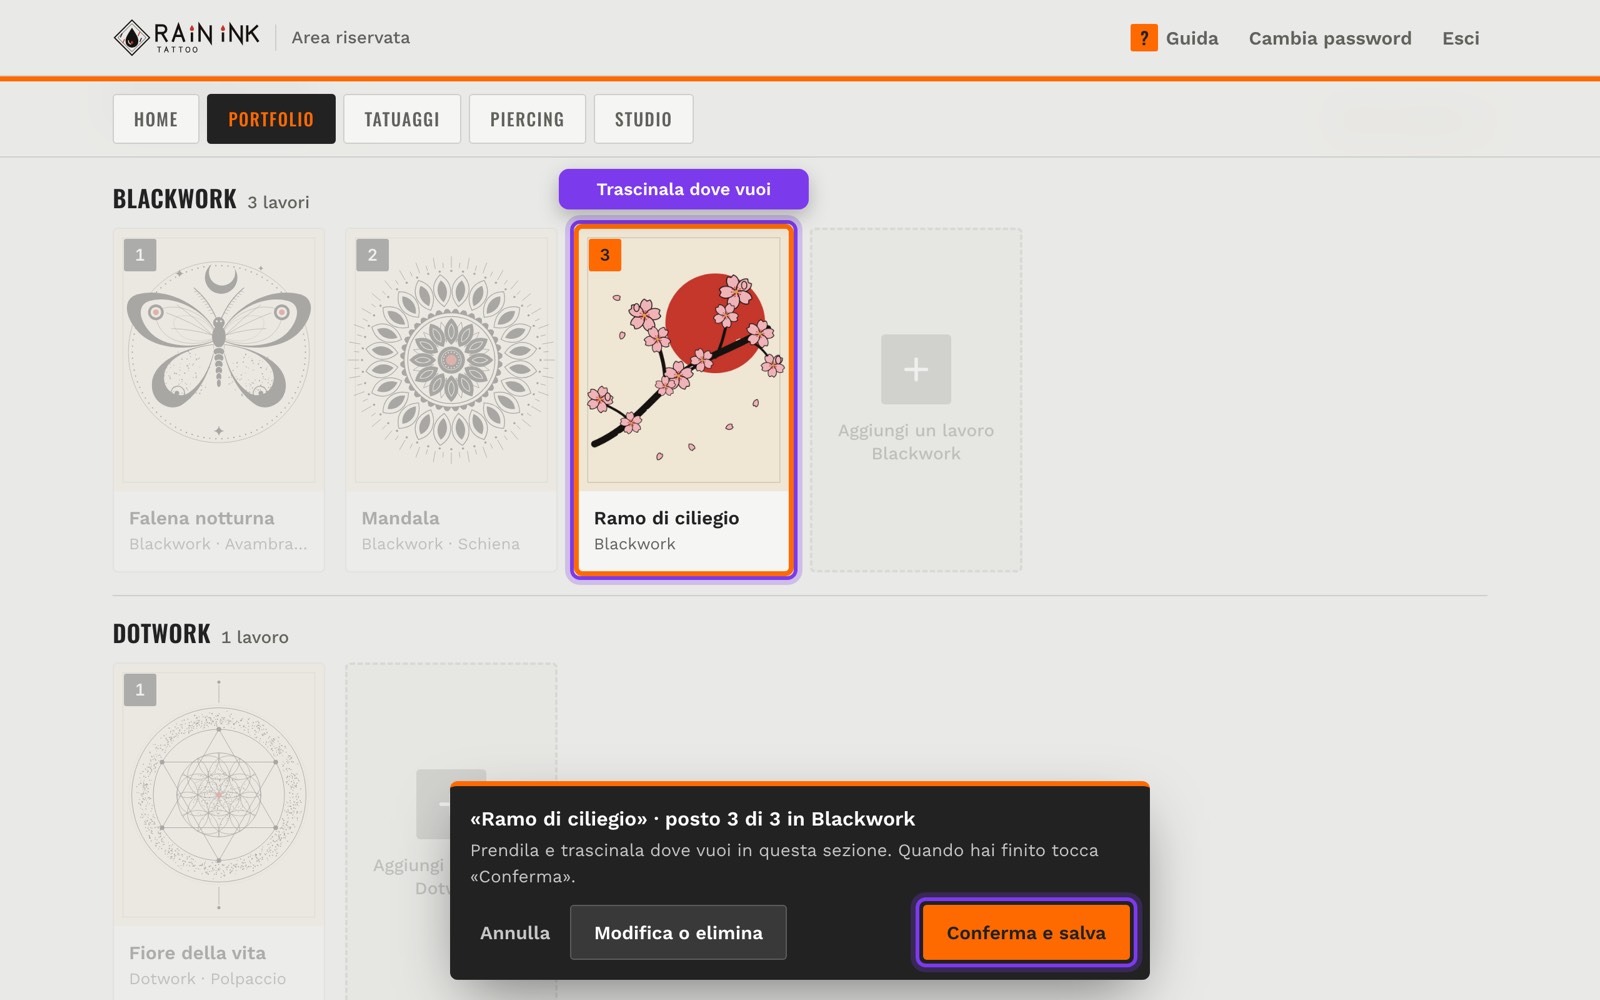 RAIN INK
TATTOO
Area riservata
? Guida
Cambia password
Esci
HOME
PORTFOLIO
TATUAGGI
PIERCING
STUDIO
BLACKWORK 3 lavori
Trascinala dove vuoi
1
2
3
Falena notturna
Blackwork · Avambra...
Mandala
Blackwork · Schiena
Ramo di ciliegio
Blackwork
Aggiungi un lavoro
Blackwork
DOTWORK 1 lavoro
1
Fiore della vita
Dotwork · Polpaccio
Aggiungi
«Ramo di ciliegio» · posto 3 di 3 in Blackwork
Prendila e trascinala dove vuoi in questa sezione. Quando hai finito tocca
«Conferma».
Annulla
Modifica o elimina
Conferma e salva